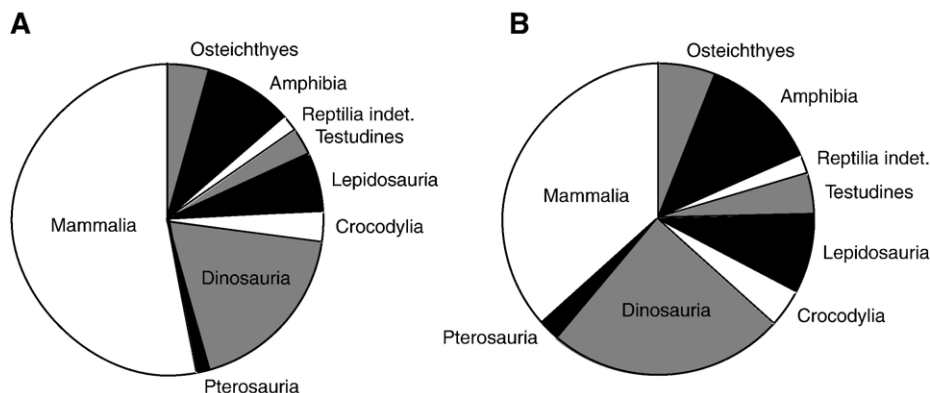 A
Osteichthyes
Amphibia
Reptilia indet.
Testudines
Lepidosauria
Mammalia
Crocodylia
Dinosauria
Pterosauria
B
Osteichthyes
Amphibia
Reptilia indet.
Testudines
Mammalia
Lepidosauria
Dinosauria
Crocodylia
Pterosauria